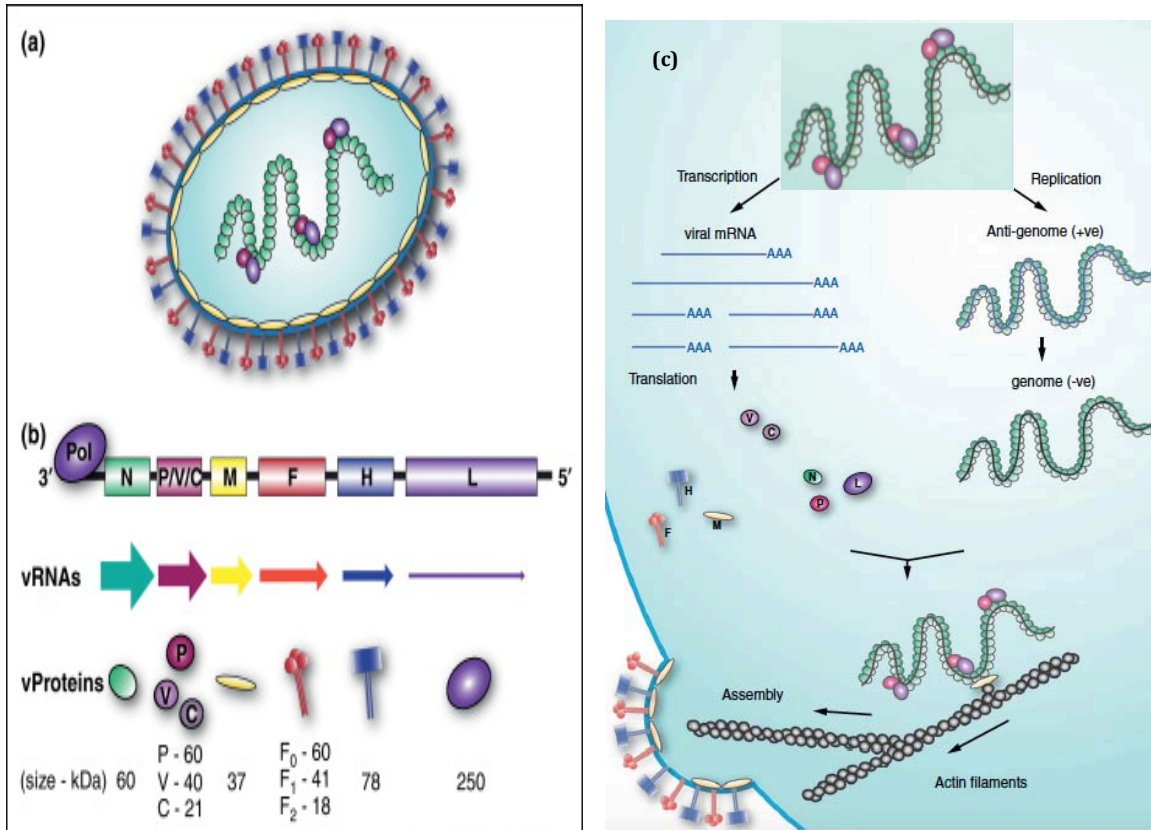 (a)
(b)
Pol
3′ N P/V/C M F H L 5′
vRNAs
P
vProteins V
C
P - 60 F₀ - 60
(size - kDa) 60 V - 40 37 F₁ - 41 78 250
C - 21 F₂ - 18
(c)
Transcription
Replication
viral mRNA
Anti-genome (+ve)
AAA
AAA
AAA AAA
AAA AAA
Translation
genome (-ve)
V
C
N
H L
P
F M
Assembly
Actin filaments